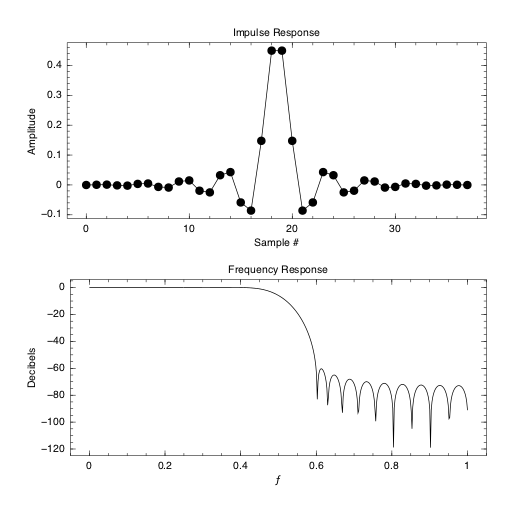 Impulse Response
0.4
0.3
0.2
0.1
0
−0.1
Amplitude
0 10 20 30
Sample #
Frequency Response
0
−20
−40
−60
−80
−100
−120
Decibels
0 0.2 0.4 0.6 0.8 1
f